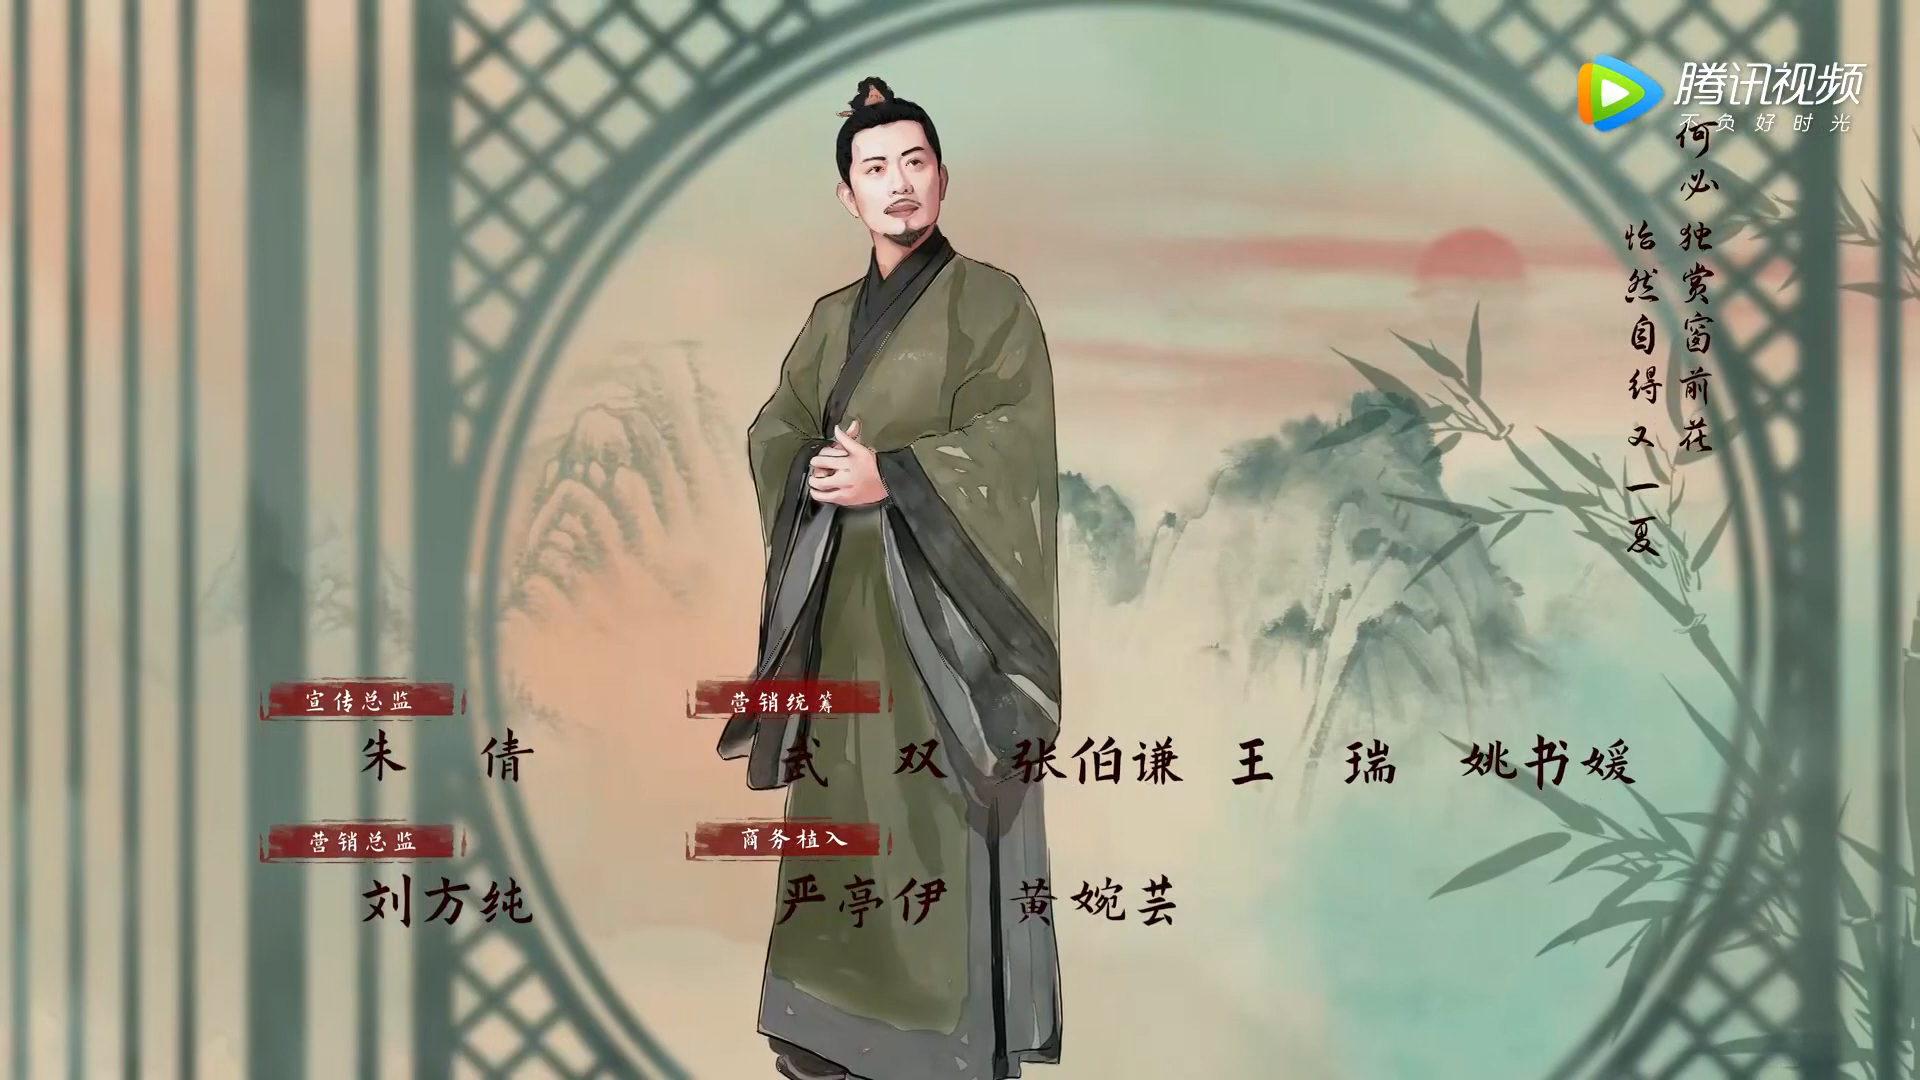 腾讯视频
不负好时光
何必独赏窗前花
怡然自得又一夏
宣传总监
朱倩
营销统筹
武双 张伯谦 王瑞 姚书媛
营销总监
刘方纯
商务植入
严亭伊 黄婉芸